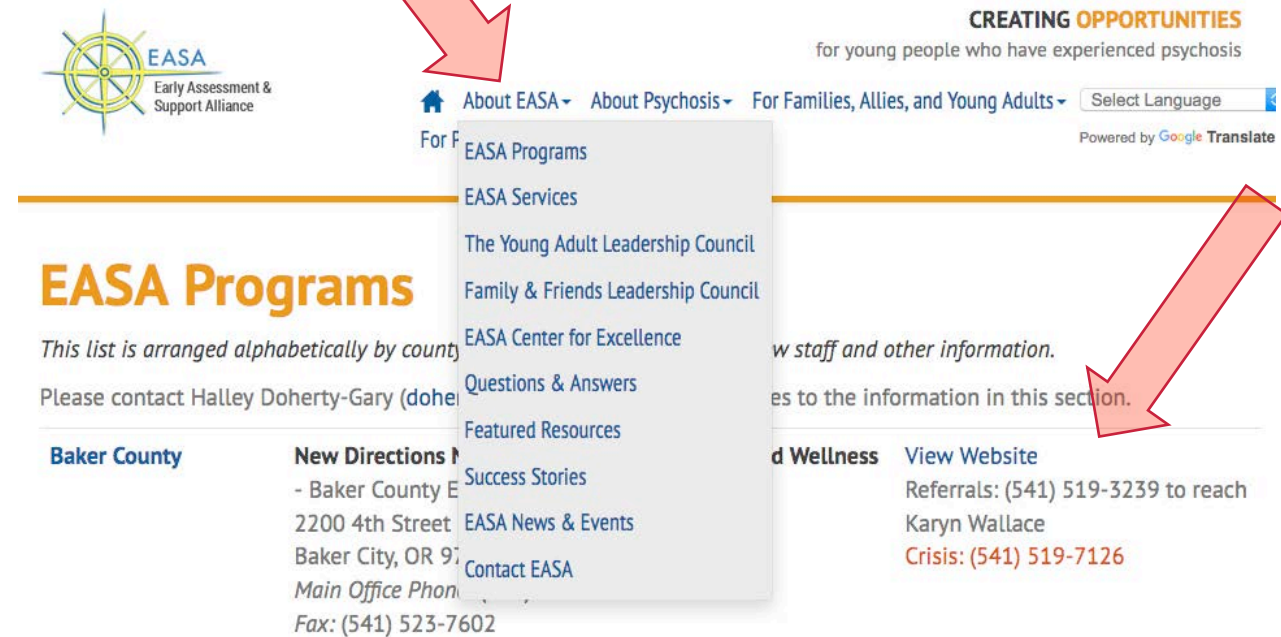 CREATING OPPORTUNITIES
for young people who have experienced psychosis
EASA
Early Assessment &
Support Alliance
About EASA About Psychosis For Families, Allies, and Young Adults Select Language
For
Powered by Google Translate
EASA Programs
EASA Services
The Young Adult Leadership Council
Family & Friends Leadership Council
EASA Center for Excellence
Questions & Answers
Featured Resources
Success Stories
EASA News & Events
Contact EASA
EASA Programs
This list is arranged alphabetically by county staff and other information.
Please contact Halley Doherty-Gary ( to the information in this section.
Baker County New Directions Wellness View Website
- Baker County Referrals: (541) 519-3239 to reach
2200 4th Street Karyn Wallace
Baker City, OR Crisis: (541) 519-7126
Main Office Phone
Fax: (541) 523-7602